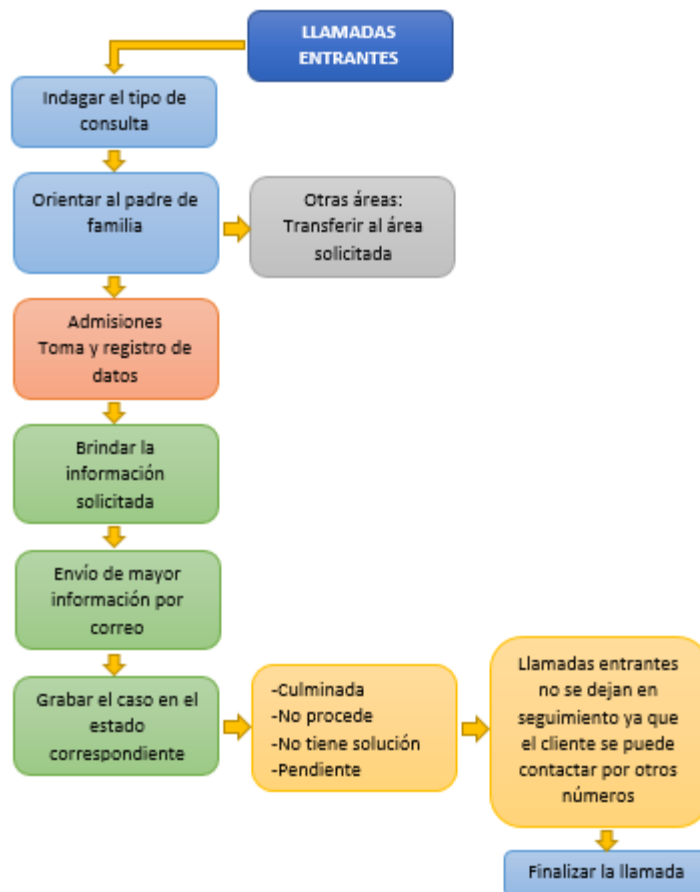 LLAMADAS
ENTRANTES
Indagar el tipo de
consulta
Orientar al padre de
familia
Otras áreas:
Transferir al área
solicitada
Admisiones
Toma y registro de
datos
Brindar la
información
solicitada
Envío de mayor
información por
correo
Grabar el caso en el
estado
correspondiente
-Culminada
-No procede
-No tiene solución
-Pendiente
Llamadas entrantes
no se dejan en
seguimiento ya que
el cliente se puede
contactar por otros
números
Finalizar la llamada